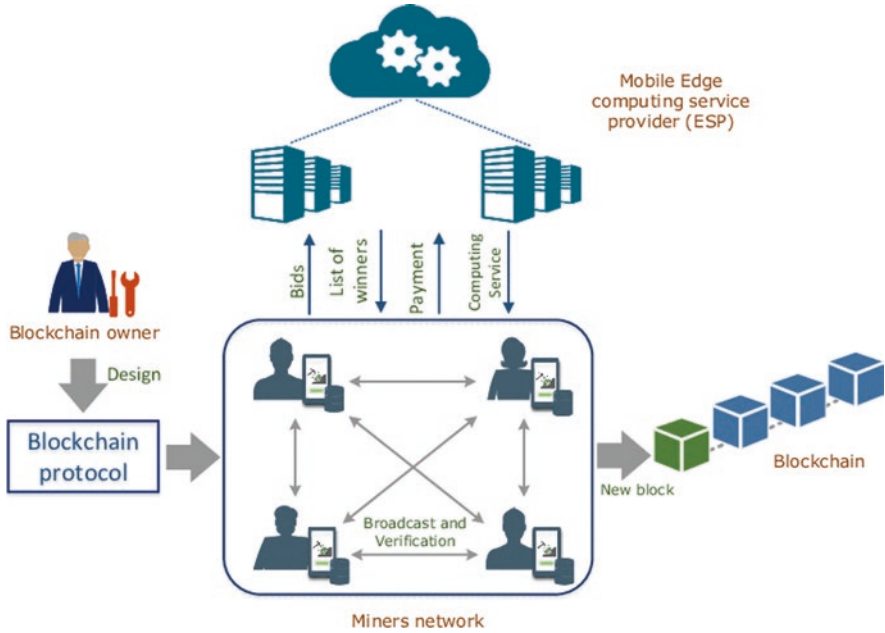 Mobile Edge
computing service
provider (ESP)
Bids
List of
winners
Payment
Computing
Service
Blockchain owner
Design
Blockchain
protocol
Broadcast and
Verification
New block
Blockchain
Miners network